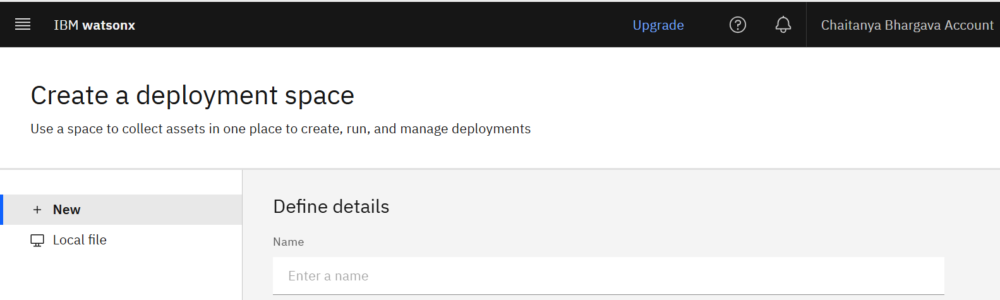 IBM watsonx
Upgrade
Chaitanya Bhargava Account
Create a deployment space
Use a space to collect assets in one place to create, run, and manage deployments
+ New
Local file
Define details
Name
Enter a name